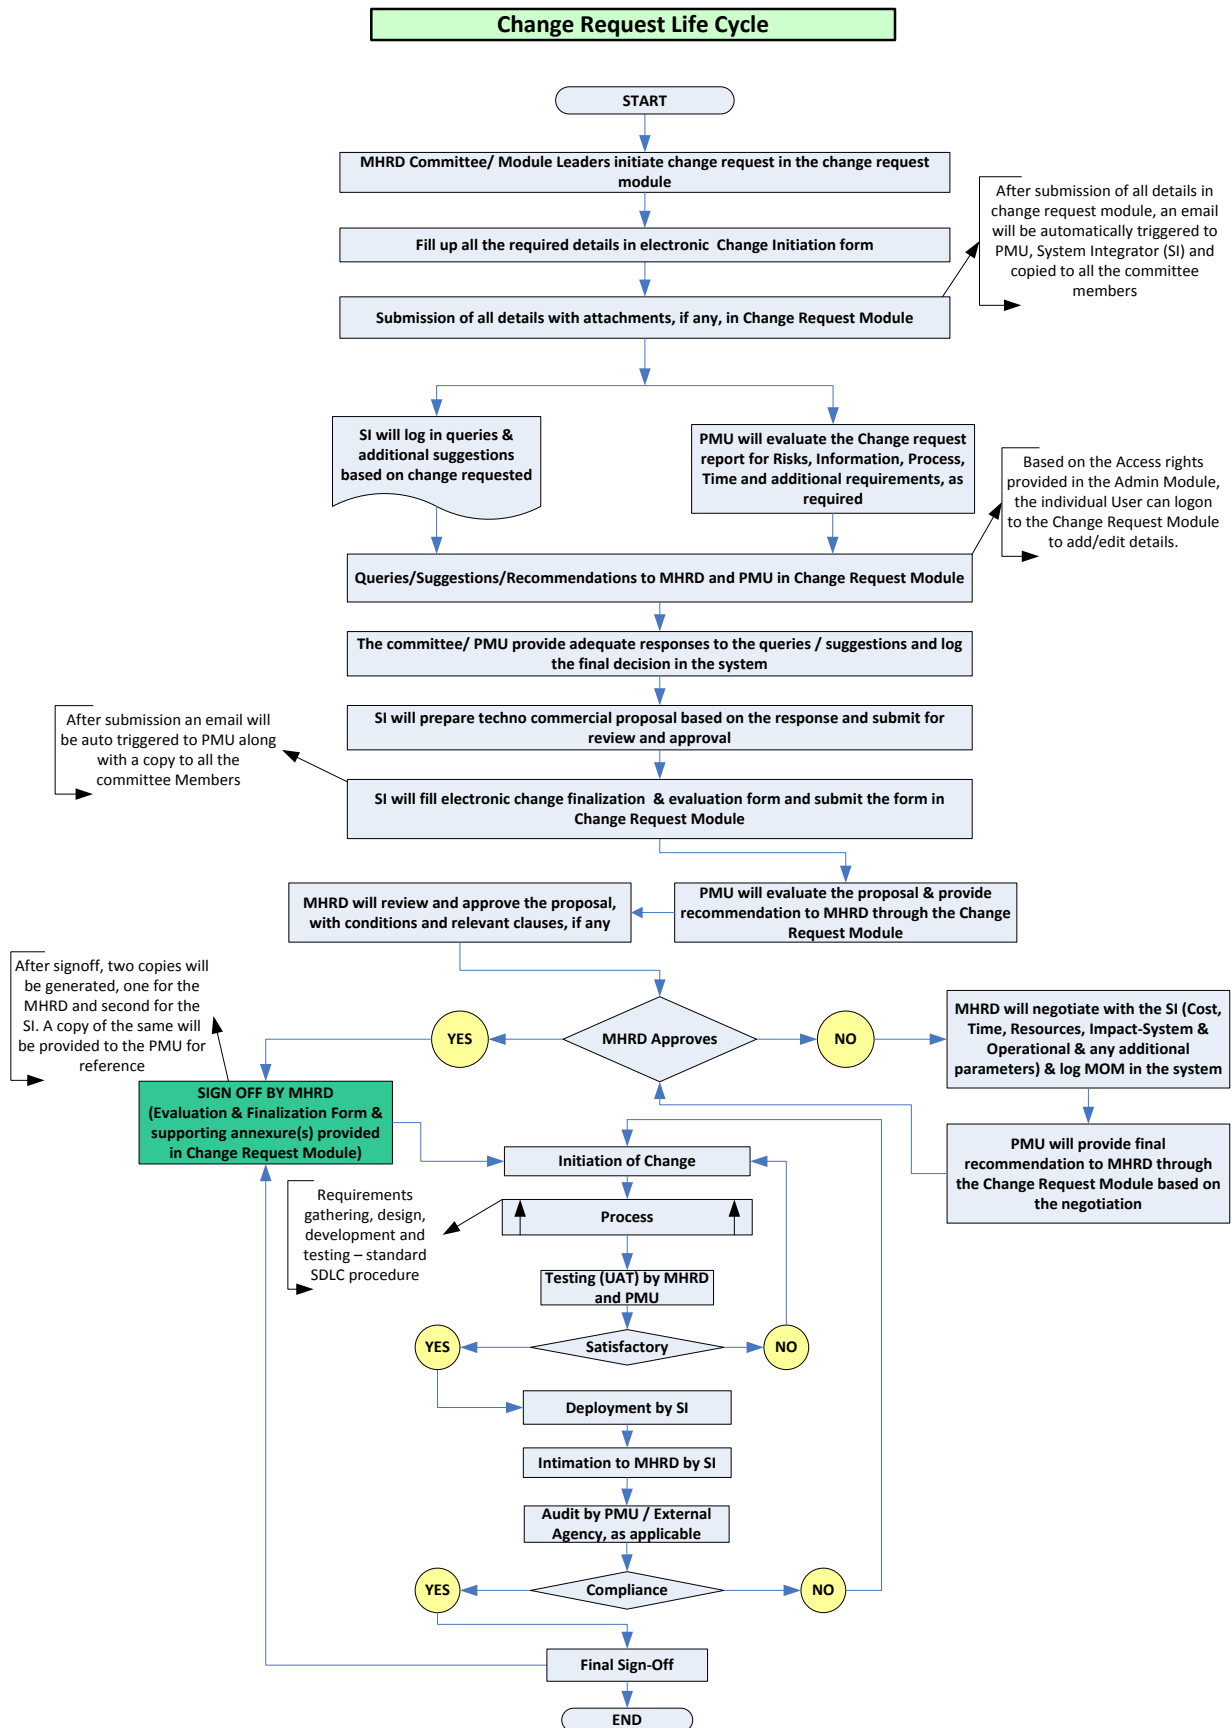 Change Request Life Cycle
START
MHRD Committee/ Module Leaders initiate change request in the change request
module
After submission of all details in
change request module, an email
will be automatically triggered to
PMU, System Integrator (SI) and
copied to all the committee
members
Fill up all the required details in electronic  Change Initiation form
Submission of all details with attachments, if any, in Change Request Module
SI will log in queries &
additional suggestions
based on change requested
PMU will evaluate the Change request
report for Risks, Information, Process,
Time and additional requirements, as
required
Based on the Access rights
provided in the Admin Module,
the individual User can logon
to the Change Request Module
to add/edit details.
Queries/Suggestions/Recommendations to MHRD and PMU in Change Request Module
The committee/ PMU provide adequate responses to the queries / suggestions and log
the final decision in the system
After submission an email will
be auto triggered to PMU along
with a copy to all the
committee Members
SI will prepare techno commercial proposal based on the response and submit for
review and approval
SI will fill electronic change finalization  & evaluation form and submit the form in
Change Request Module
MHRD will review and approve the proposal,
with conditions and relevant clauses, if any
PMU will evaluate the proposal & provide
recommendation to MHRD through the Change
Request Module
After signoff, two copies will
be generated, one for the
MHRD and second for the
SI. A copy of the same will
be provided to the PMU for
reference
YES
MHRD Approves
NO
MHRD will negotiate with the SI (Cost,
Time, Resources, Impact-System &
Operational & any additional
parameters) & log MOM in the system
SIGN OFF BY MHRD
(Evaluation & Finalization Form &
supporting annexure(s) provided
in Change Request Module)
Initiation of Change
PMU will provide final
recommendation to MHRD through
the Change Request Module based on
the negotiation
Requirements
gathering, design,
development and
testing – standard
SDLC procedure
Process
Testing (UAT) by MHRD
and PMU
YES
Satisfactory
NO
Deployment by SI
Intimation to MHRD by SI
Audit by PMU / External
Agency, as applicable
YES
Compliance
NO
Final Sign-Off
END